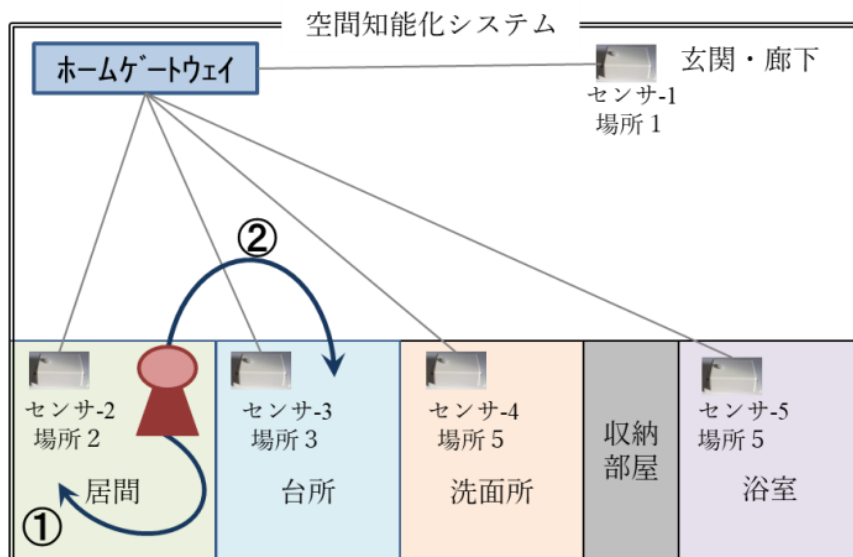 空間知能化システム
ホームゲートウェイ
玄関・廊下
センサ-1
場所１
②
センサ-2
場所２
センサ-3
場所３
センサ-4
場所５
センサ-5
場所５
収納
部屋
居間
台所
洗面所
浴室
①